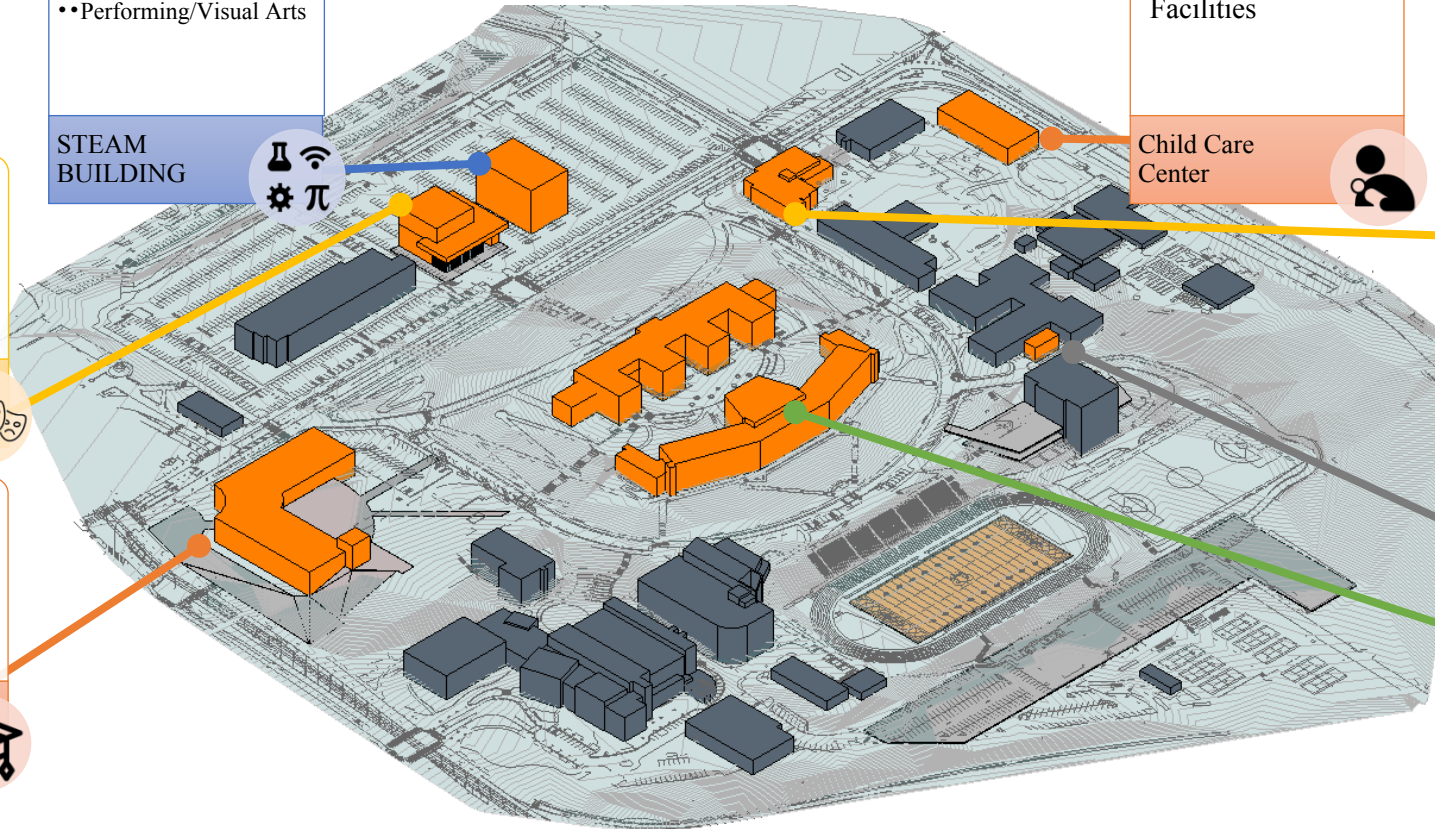 ••Performing/Visual Arts
STEAM
BUILDING
π
Facilities
Child Care
Center